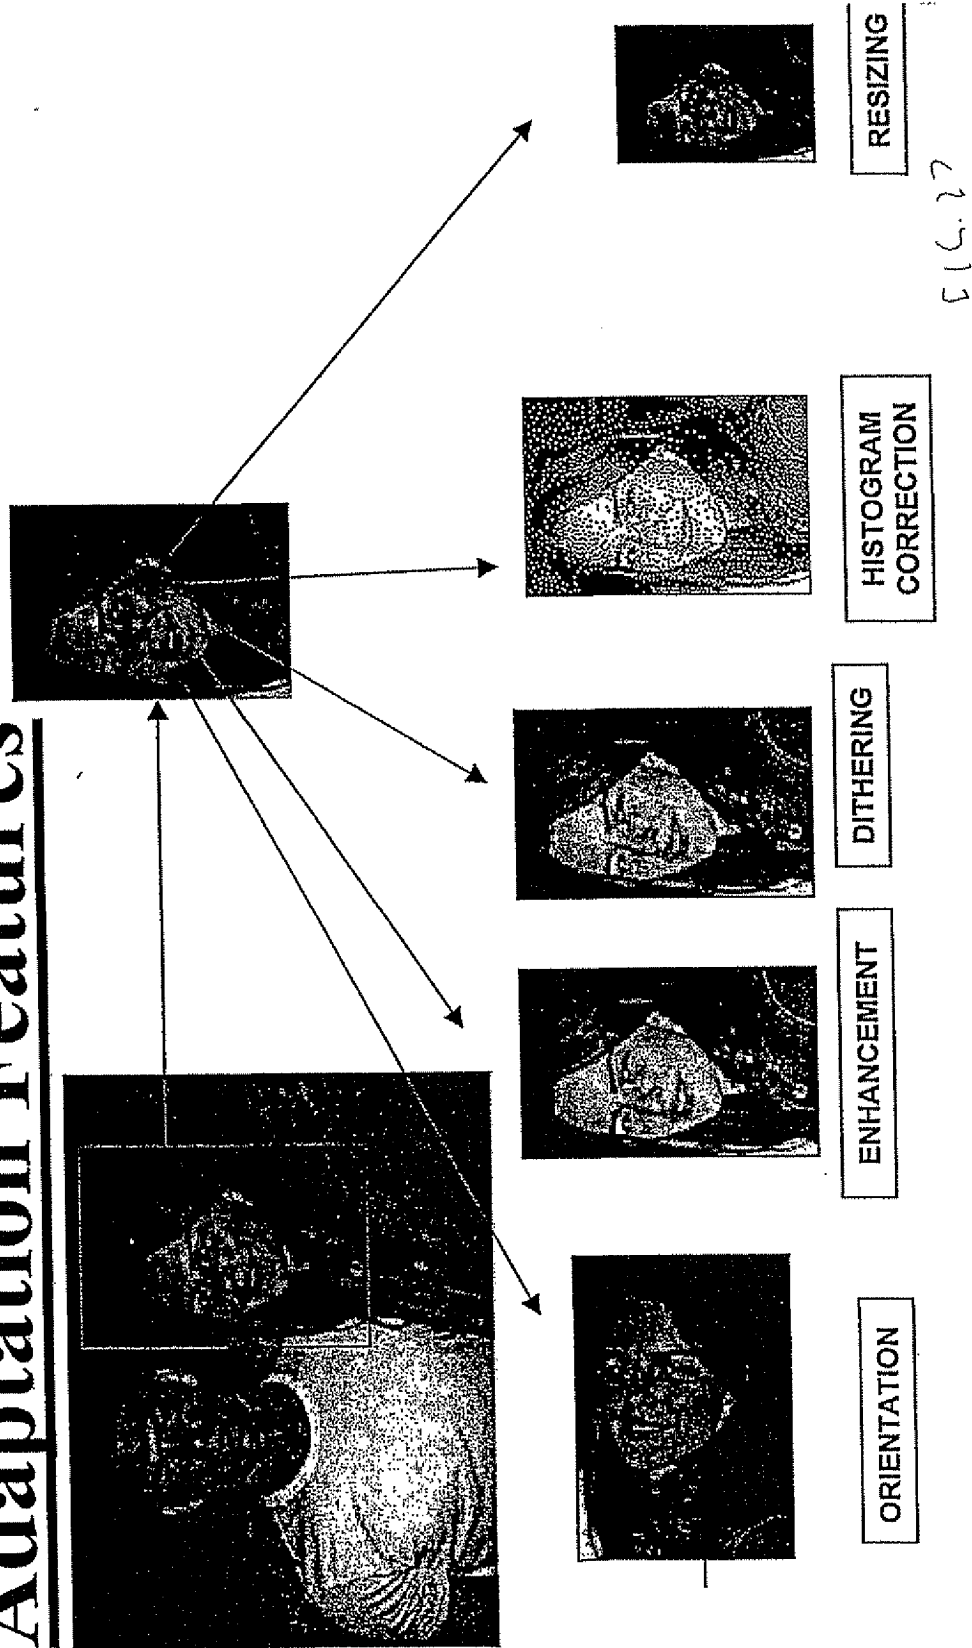 Adaptation Features
ORIENTATION
ENHANCEMENT
DITHERING
HISTOGRAM
CORRECTION
RESIZING